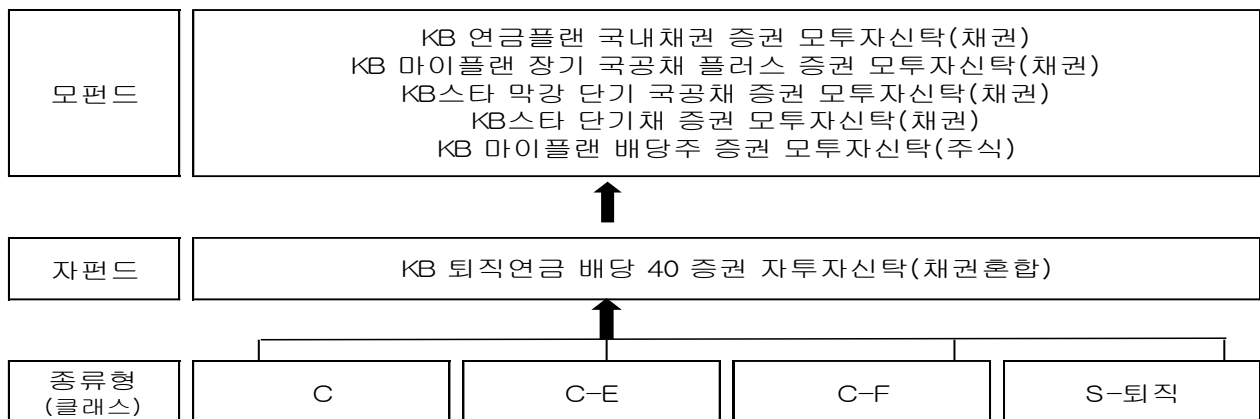 모펀드
KB 연금플랜 국내채권 증권 모투자신탁(채권)
KB 마이플랜 장기 국공채 플러스 증권 모투자신탁(채권)
KB스타 막강 단기 국공채 증권 모투자신탁(채권)
KB스타 단기채 증권 모투자신탁(채권)
KB 마이플랜 배당주 증권 모투자신탁(주식)
자펀드
KB 퇴직연금 배당 40 증권 자투자신탁(채권혼합)
종류형
(클래스)
C
C-E
C-F
S-퇴직